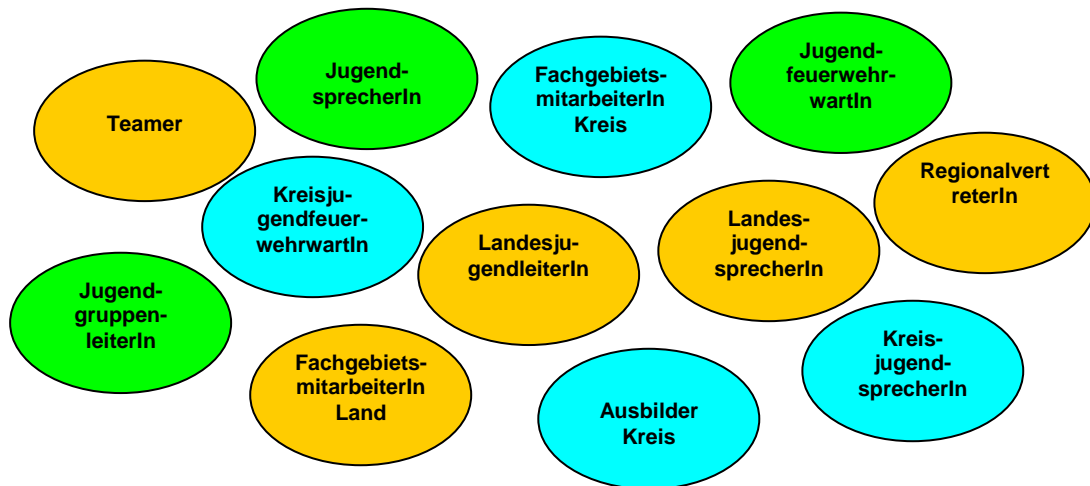 Jugend-
sprecherIn
Fachgebiets-
mitarbeiterIn
Kreis
Jugend-
feuerwehr-
wartIn
Teamer
Regionalvert
reterIn
Kreisju-
gendfeuer-
wehrwartIn
Landesju-
gendleiterIn
Landes-
jugend-
sprecherIn
Jugend-
gruppen-
leiterIn
Fachgebiets-
mitarbeiterIn
Land
Ausbilder
Kreis
Kreis-
jugend-
sprecherIn